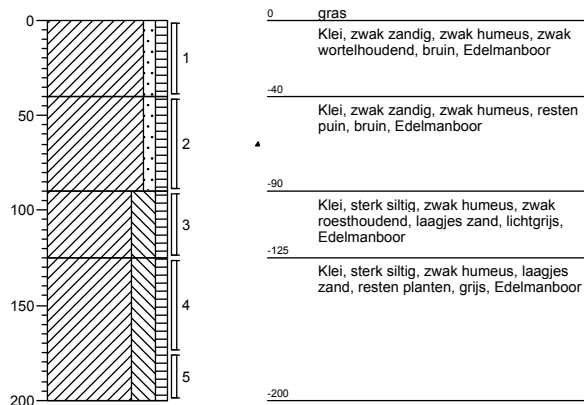 0
50
100
150
200
1
2
3
4
5
0
gras
Klei, zwak zandig, zwak humeus, zwak
wortelhoudend, bruin, Edelmanboor
-40
Klei, zwak zandig, zwak humeus, resten
puin, bruin, Edelmanboor
-90
Klei, sterk siltig, zwak humeus, zwak
roesthoudend, laagjes zand, lichtgrijs,
Edelmanboor
-125
Klei, sterk siltig, zwak humeus, laagjes
zand, resten planten, grijs, Edelmanboor
-200